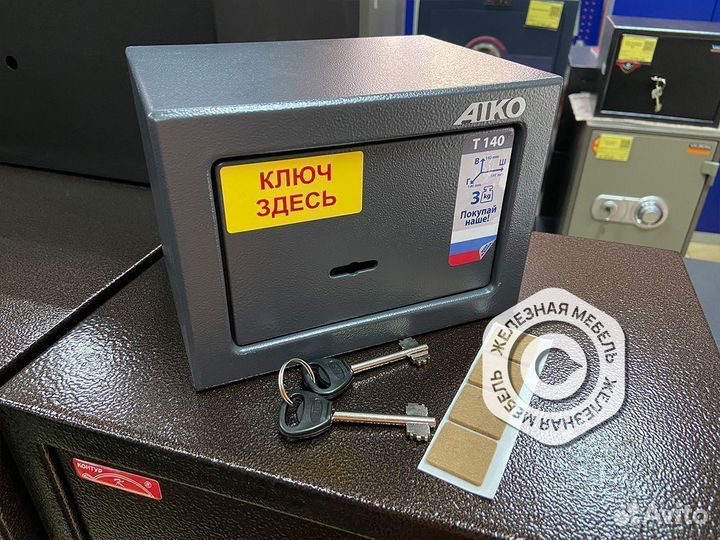 AIKO
T 140
В
Ш
Г
3 kg
Покупай
наше!
КЛЮЧ
ЗДЕСЬ
КОНТУР
ЖЕЛЕЗНАЯ МЕБЕЛЬ
ЖЕЛЕЗНАЯ МЕБЕЛЬ
C
Avito